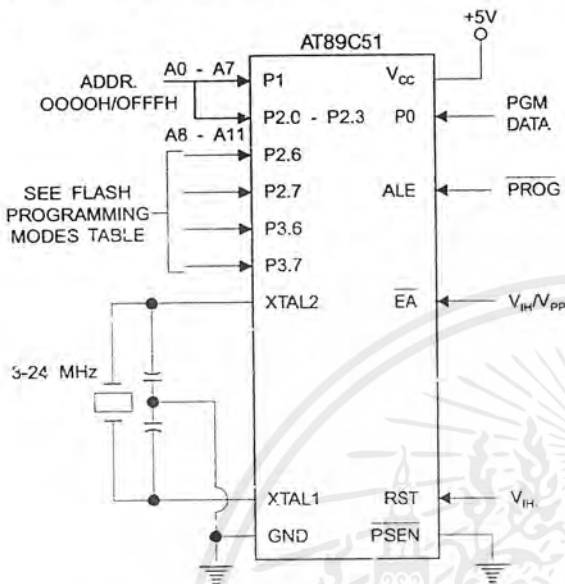 +5V
AT89C51
A0 - A7
ADDR.
OOOOH/OFFFH
P1
VCC
P2.0 - P2.3
P0
PGM
DATA
A8 - A11
P2.6
P2.7
ALE
PROG
SEE FLASH
PROGRAMMING
MODES TABLE
P3.6
P3.7
XTAL2
EA
VIH/VPP
3-24 MHz
XTAL1
RST
VIH
GND
PSEN